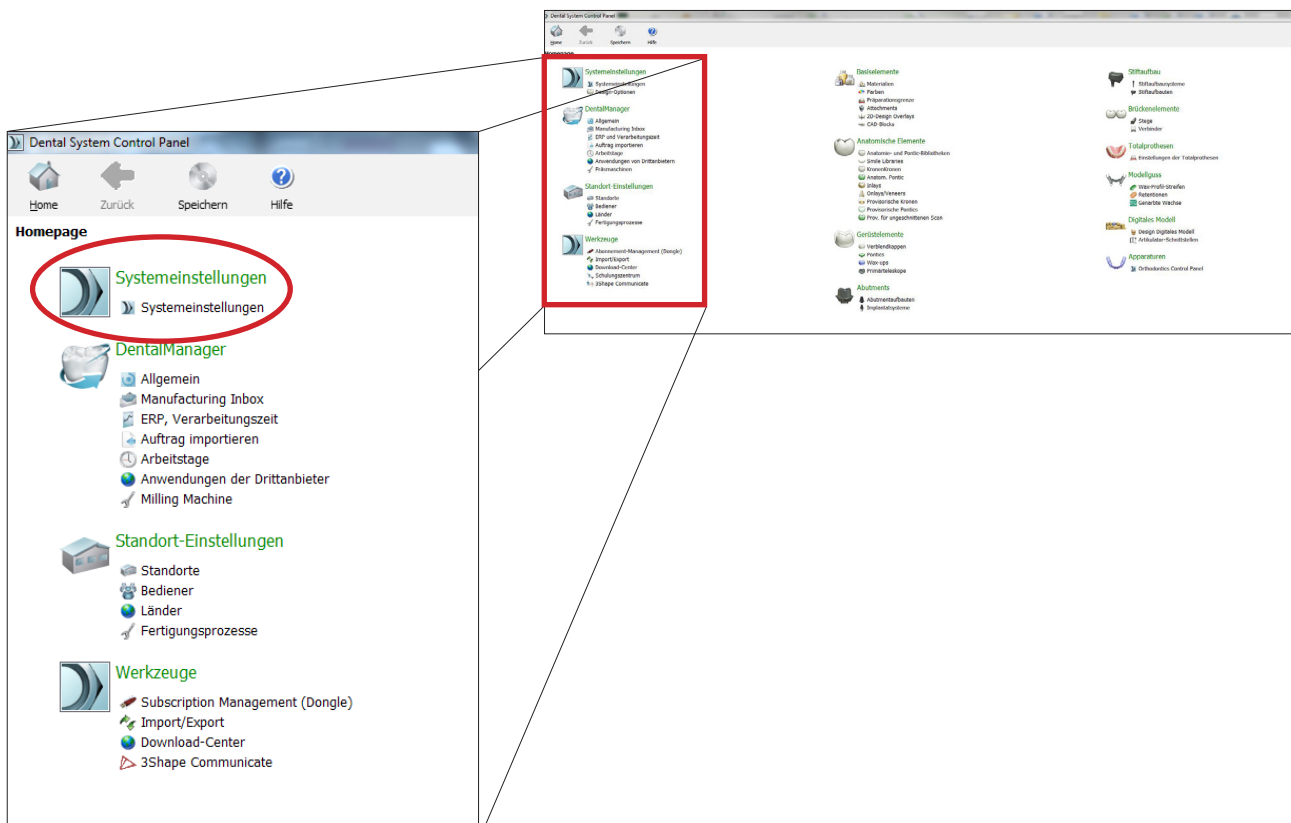 Dental System Control Panel
Home Zurück Speichern Hilfe
Homepage
Systemeinstellungen
Systemeinstellungen
DentalManager
Allgemein
Manufacturing Inbox
ERP, Verarbeitungszeit
Auftrag importieren
Arbeitstage
Anwendungen der Drittanbieter
Milling Machine
Standort-Einstellungen
Standorte
Bediener
Länder
Fertigungsprozesse
Werkzeuge
Subscription Management (Dongle)
Import/Export
Download-Center
3Shape Communicate
Dental System Control Panel
Home Zurück Speichern Hilfe
Homepage
Systemeinstellungen
Systemeinstellungen
Design-Optionen
DentalManager
Allgemein
Manufacturing Inbox
ERP und Verarbeitungszeit
Auftrag importieren
Arbeitstage
Anwendungen von Drittanbietern
Fräsmaschinen
Standort-Einstellungen
Standorte
Bediener
Länder
Fertigungsprozesse
Werkzeuge
Abonnement-Management (Dongle)
Import/Export
Download-Center
Schulungszentrum
3Shape Communicate
Basiselemente
Materialien
Farben
Präparationsgrenze
Attachments
2D-Design Overlays
CAD-Blocks
Anatomische Elemente
Anatomie- und Pontic-Bibliotheken
Smile Libraries
KronenKronen
Anatom. Pontic
Inlays
Onlays/Veneers
Provisorische Kronen
Provisorische Pontics
Prov. für ungeschnittenen Scan
Gerüstelemente
Verblendkappen
Pontics
Wax-ups
Primärteleskope
Abutments
Abutmentaufbauten
Implantatsysteme
Stiftaufbau
Stiftaufbausysteme
Stiftaufbauten
Brückenelemente
Stege
Verbinder
Totalprothesen
Einstellungen der Totalprothesen
Modellguss
Wax-Profil-Streifen
Retentionen
Genarbte Wachse
Digitales Modell
Design Digitales Modell
Artikulator-Schnittstellen
Apparaturen
Orthodontics Control Panel